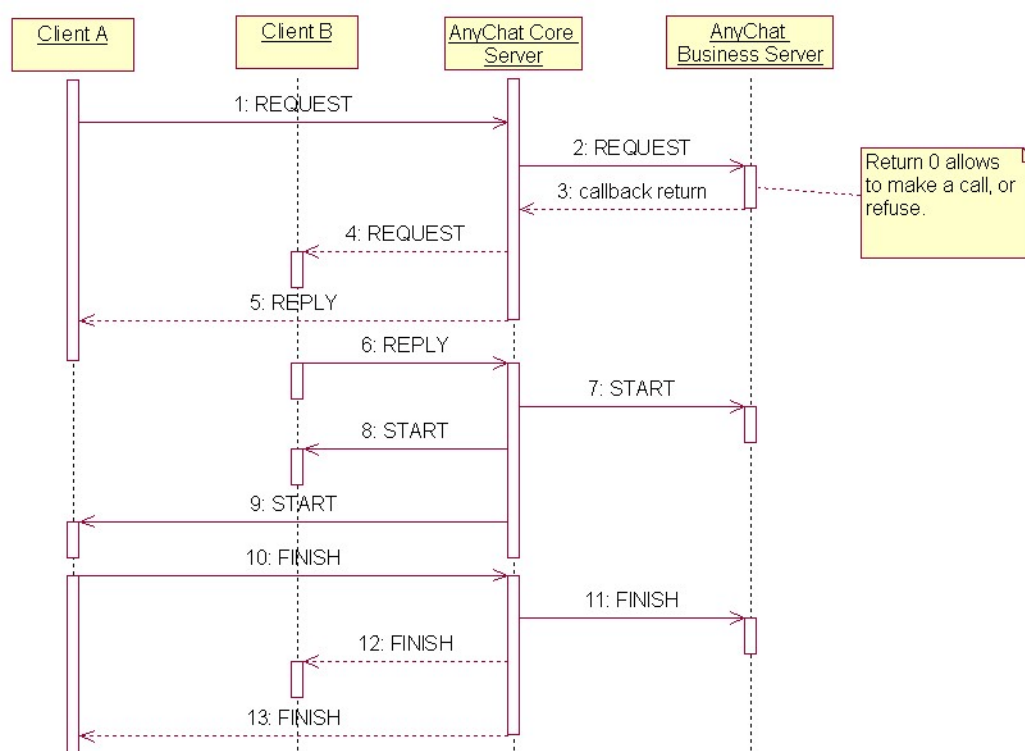 Client A
Client B
AnyChat Core
Server
AnyChat
Business Server
1: REQUEST
2: REQUEST
Return 0 allows
to make a call, or
refuse.
3: callback return
4: REQUEST
5: REPLY
6: REPLY
7: START
8: START
9: START
10: FINISH
11: FINISH
12: FINISH
13: FINISH